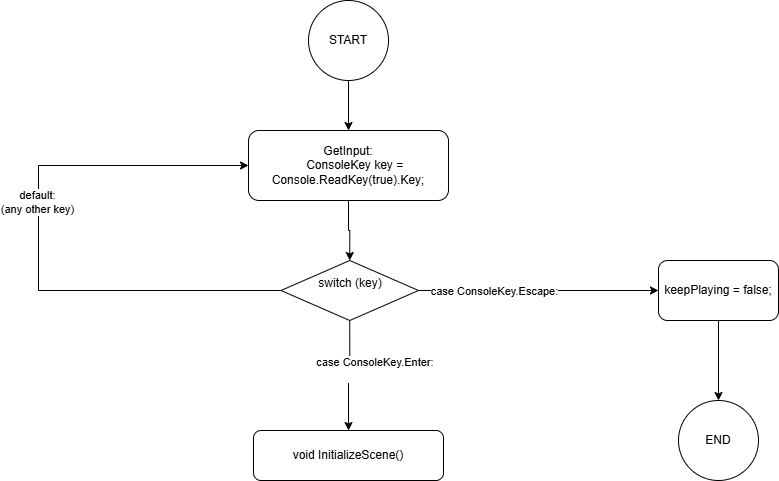 START
GetInput:
ConsoleKey key =
Console.ReadKey(true).Key;
default:
(any other key)
switch (key)
case ConsoleKey.Escape:
keepPlaying = false;
case ConsoleKey.Enter:
void InitializeScene()
END